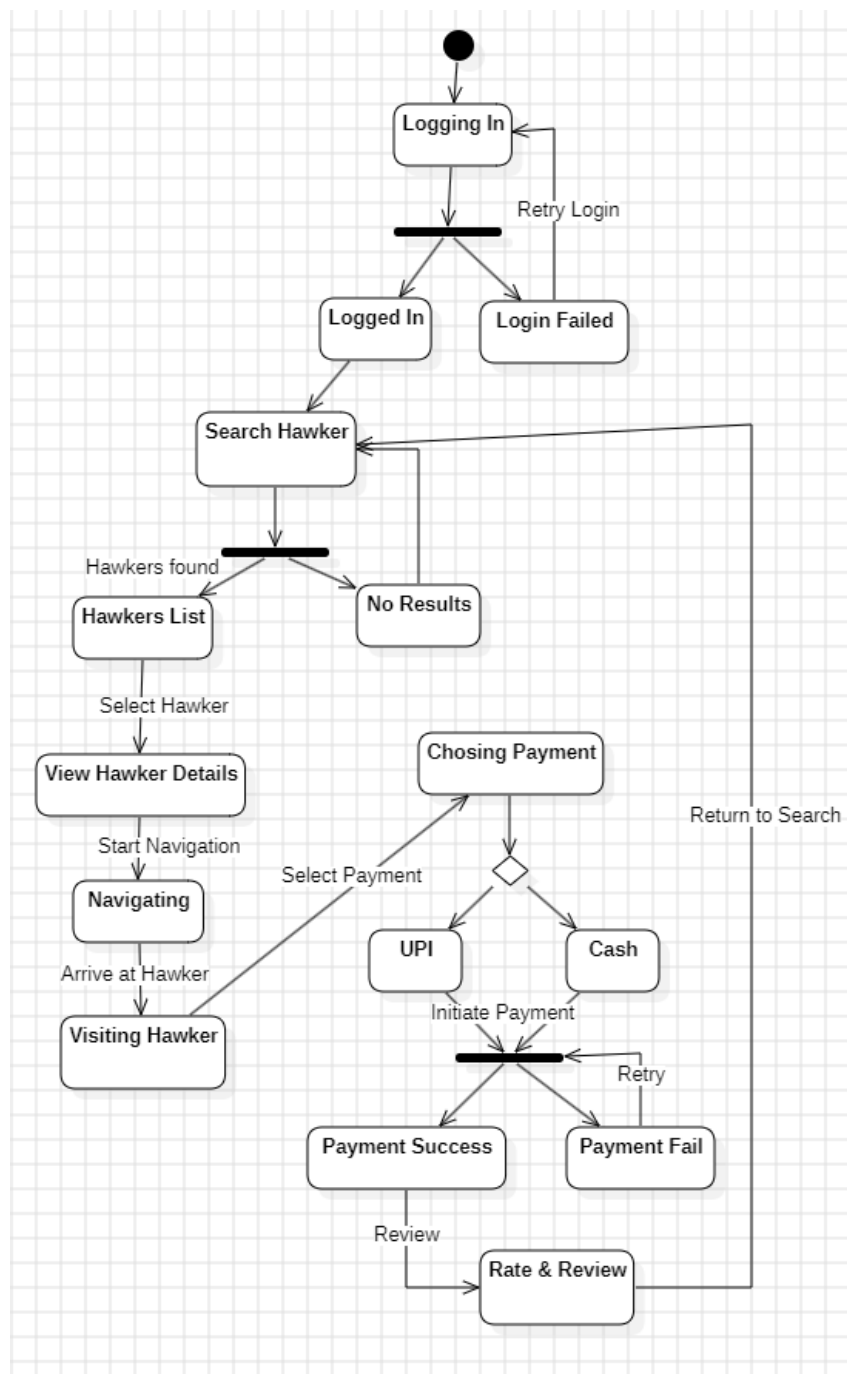 Logging In
Retry Login
Logged In
Login Failed
Search Hawker
Hawkers found
No Results
Hawkers List
Select Hawker
Chosing Payment
View Hawker Details
Return to Search
Start Navigation
Select Payment
Navigating
UPI
Cash
Arrive at Hawker
Initiate Payment
Visiting Hawker
Retry
Payment Success
Payment Fail
Review
Rate & Review